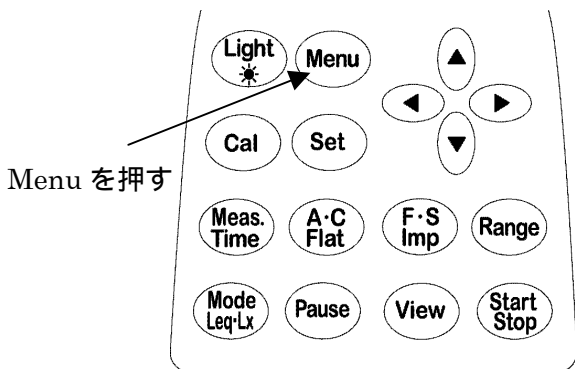 Light
Menu
Cal
Set
Menu を押す
Meas.
Time
A·C
Flat
F·S
Imp
Range
Mode
Leq·Lx
Pause
View
Start
Stop